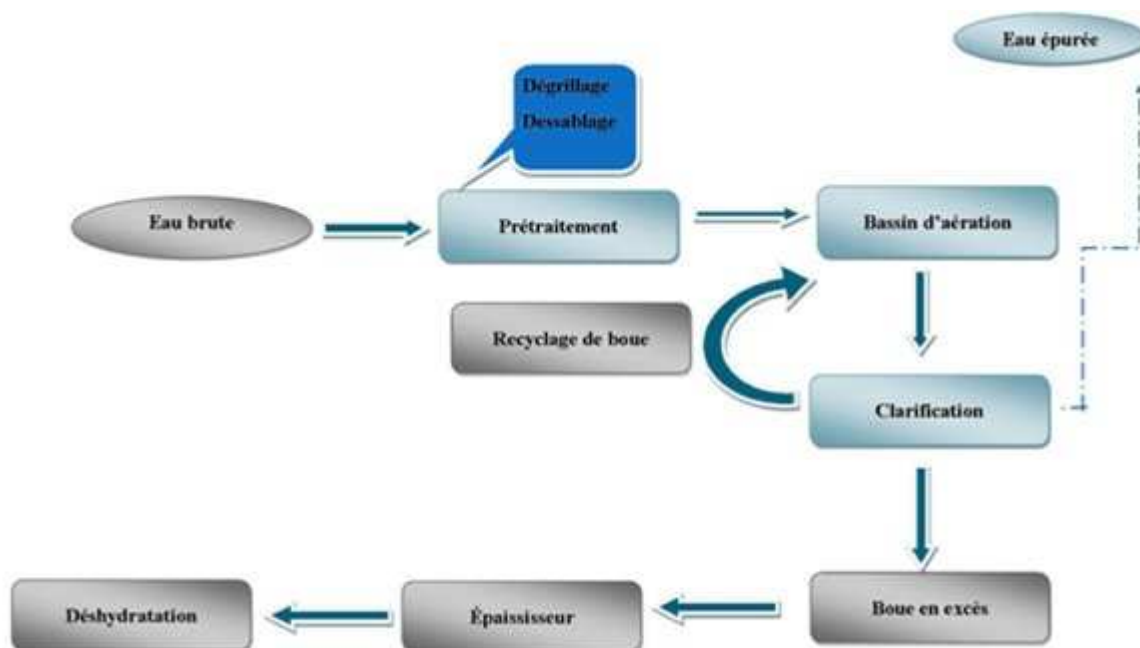 Eau épurée
Dégrillage
Dessablage
Eau brute
Prétraitement
Bassin d'aération
Recyclage de boue
Clarification
Boue en excès
Épaississeur
Déshydratation